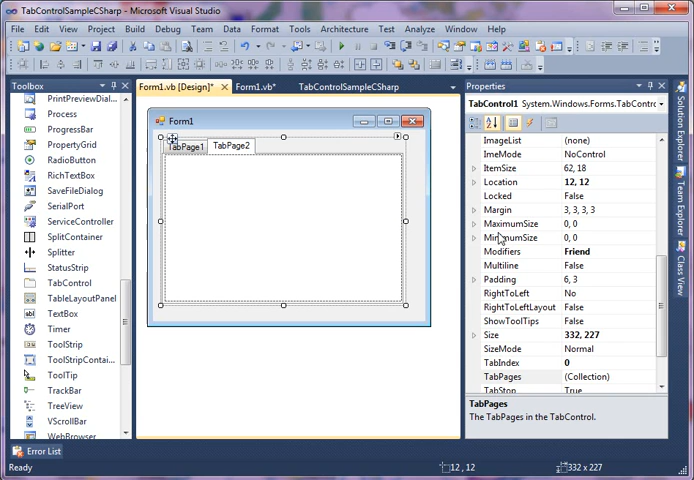 TabControlSampleCSharp - Microsoft Visual Studio
File Edit View Project Build Debug Team Data Format Tools Architecture Test Analyze Window Help
Toolbox
PrintPreviewDial...
Process
ProgressBar
PropertyGrid
RadioButton
RichTextBox
SaveFileDialog
SerialPort
ServiceController
SplitContainer
Splitter
StatusStrip
TabControl
TableLayoutPanel
TextBox
Timer
ToolStrip
ToolStripContai...
ToolTip
TrackBar
TreeView
VScrollBar
WebBrowser
Form1.vb [Design]* Form1.vb* TabControlSampleCSharp
Form1
TabPage1 TabPage2
Properties
TabControl1 System.Windows.Forms.TabContrc
ImageList (none)
ImeMode NoControl
ItemSize 62, 18
Location 12, 12
Locked False
Margin 3, 3, 3, 3
MaximumSize 0, 0
MinimumSize 0, 0
Modifiers Friend
Multiline False
Padding 6, 3
RightToLeft No
RightToLeftLayout False
ShowToolTips False
Size 332, 227
SizeMode Normal
TabIndex 0
TabPages (Collection)
TabStop True
TabPages
The TabPages in the TabControl.
Solution Explorer
Team Explorer
Class View
Error List
Ready 12 , 12 332 x 227